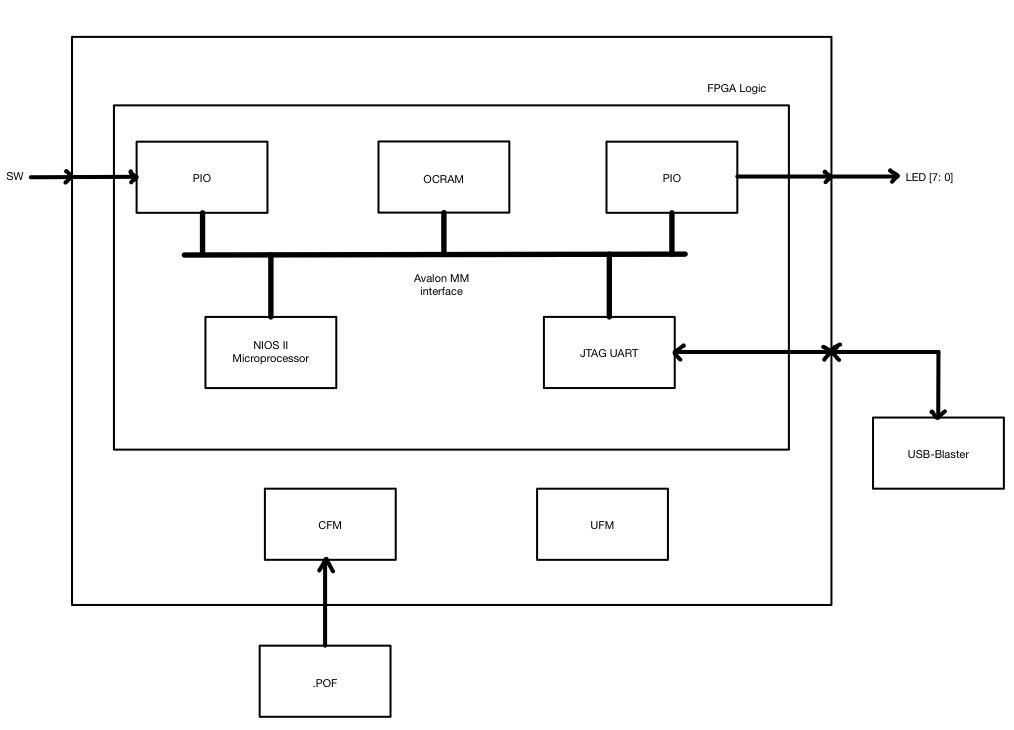 FPGA Logic
SW
PIO
OCRAM
PIO
LED [7: 0]
Avalon MM
interface
NIOS II
Microprocessor
JTAG UART
USB-Blaster
CFM
UFM
.POF